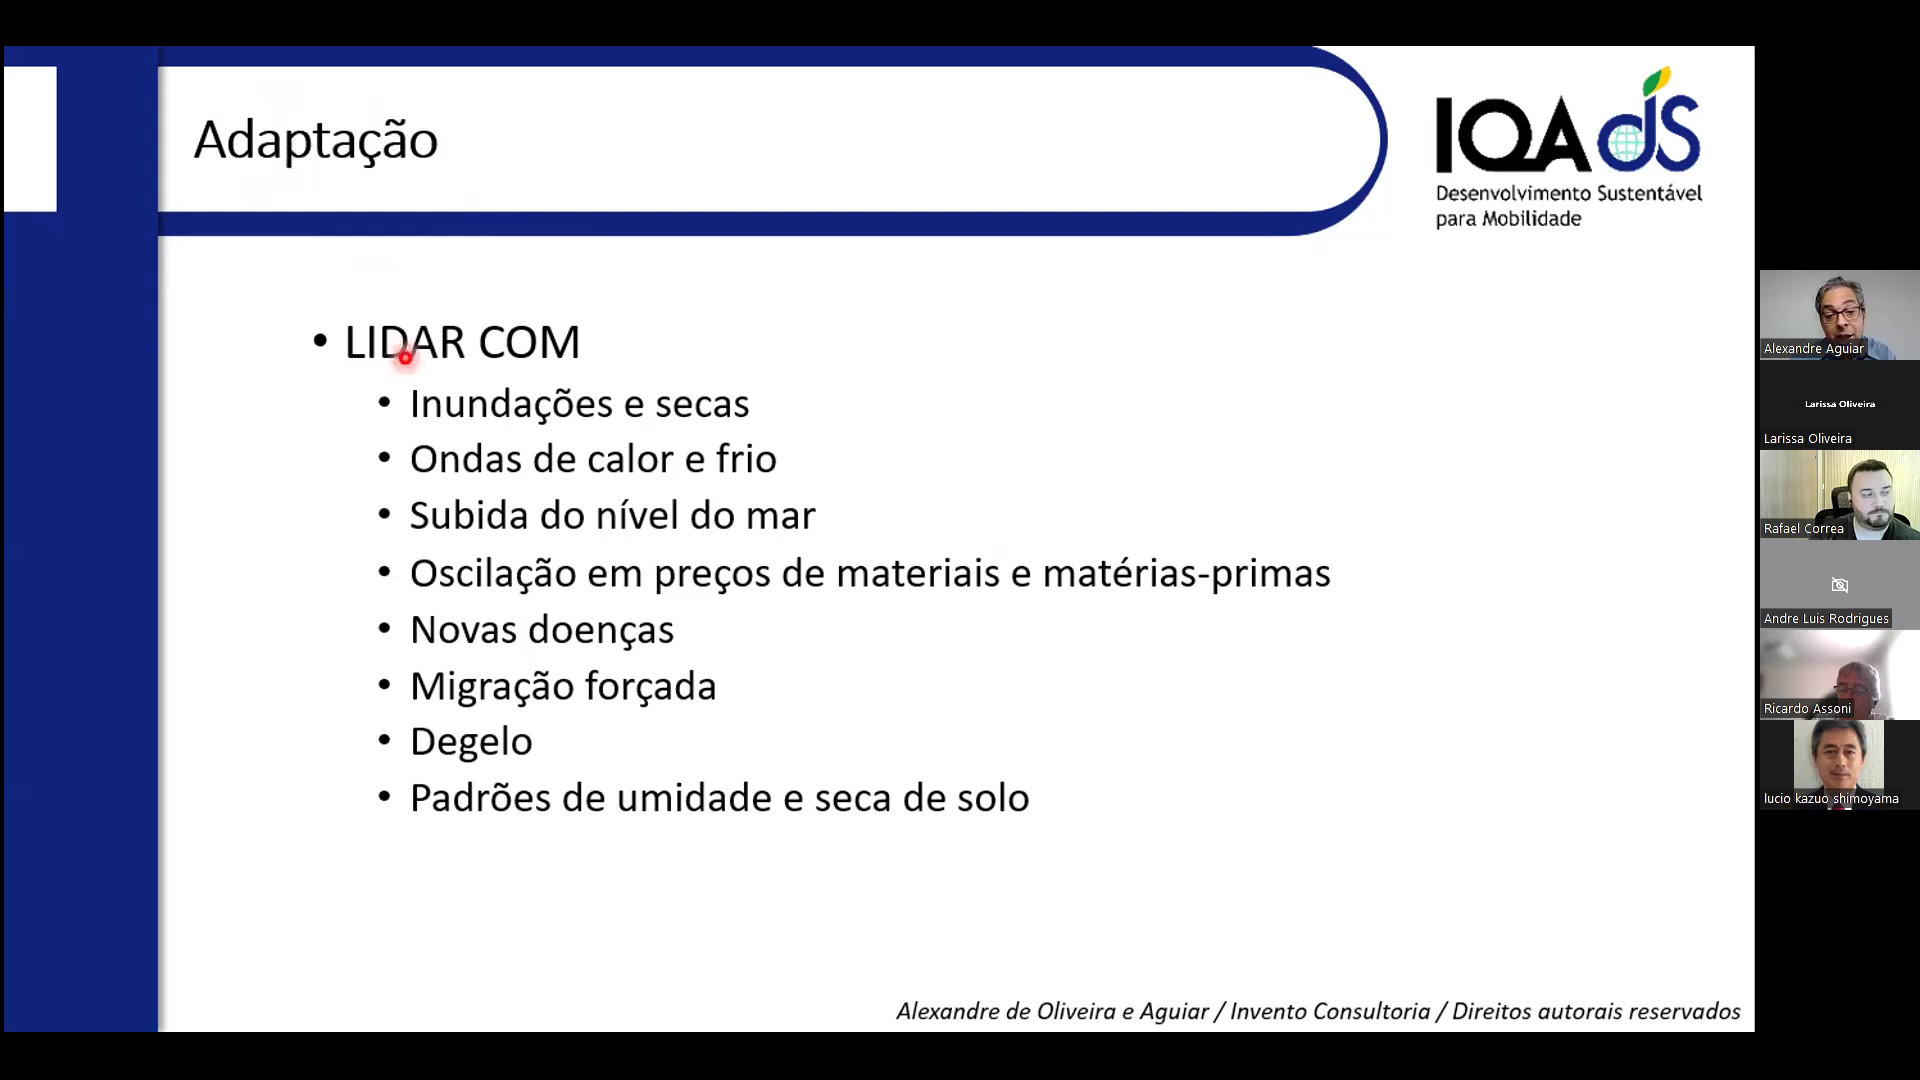 Adaptação
IQAdS
Desenvolvimento Sustentável
para Mobilidade
• LIDAR COM
• Inundações e secas
• Ondas de calor e frio
• Subida do nível do mar
• Oscilação em preços de materiais e matérias-primas
• Novas doenças
• Migração forçada
• Degelo
• Padrões de umidade e seca de solo
Alexandre de Oliveira e Aguiar / Invento Consultoria / Direitos autorais reservados
Alexandre Aguiar
Larissa Oliveira
Larissa Oliveira
Rafael Correa
Andre Luis Rodrigues
Ricardo Assoni
lucio kazuo shimoyama